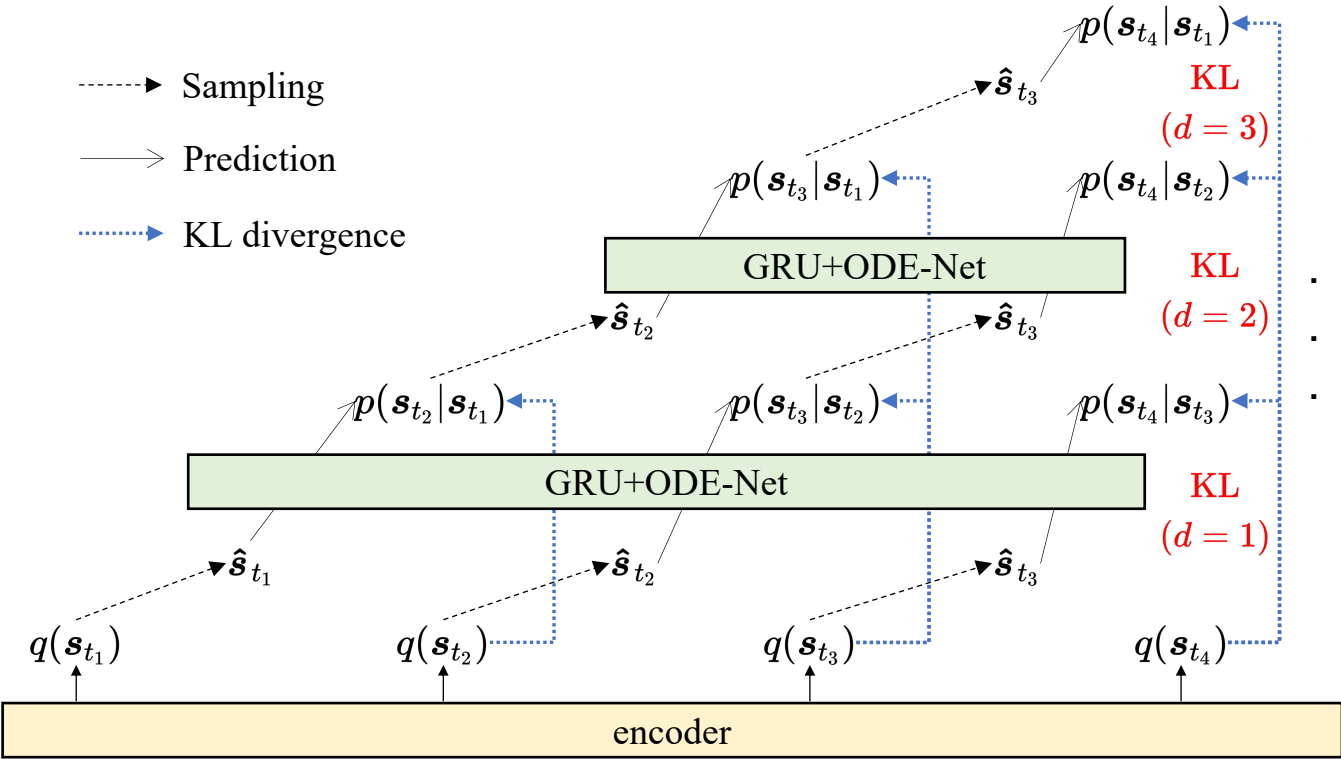 p(s_{t_4}|s_{t_1})
Sampling
ŝ_{t_3}
KL
(d = 3)
Prediction
p(s_{t_3}|s_{t_1})
p(s_{t_4}|s_{t_2})
KL divergence
GRU+ODE-Net
KL
(d = 2)
ŝ_{t_2}
ŝ_{t_3}
p(s_{t_2}|s_{t_1})
p(s_{t_3}|s_{t_2})
p(s_{t_4}|s_{t_3})
GRU+ODE-Net
KL
(d = 1)
ŝ_{t_1}
ŝ_{t_2}
ŝ_{t_3}
q(s_{t_1})
q(s_{t_2})
q(s_{t_3})
q(s_{t_4})
encoder